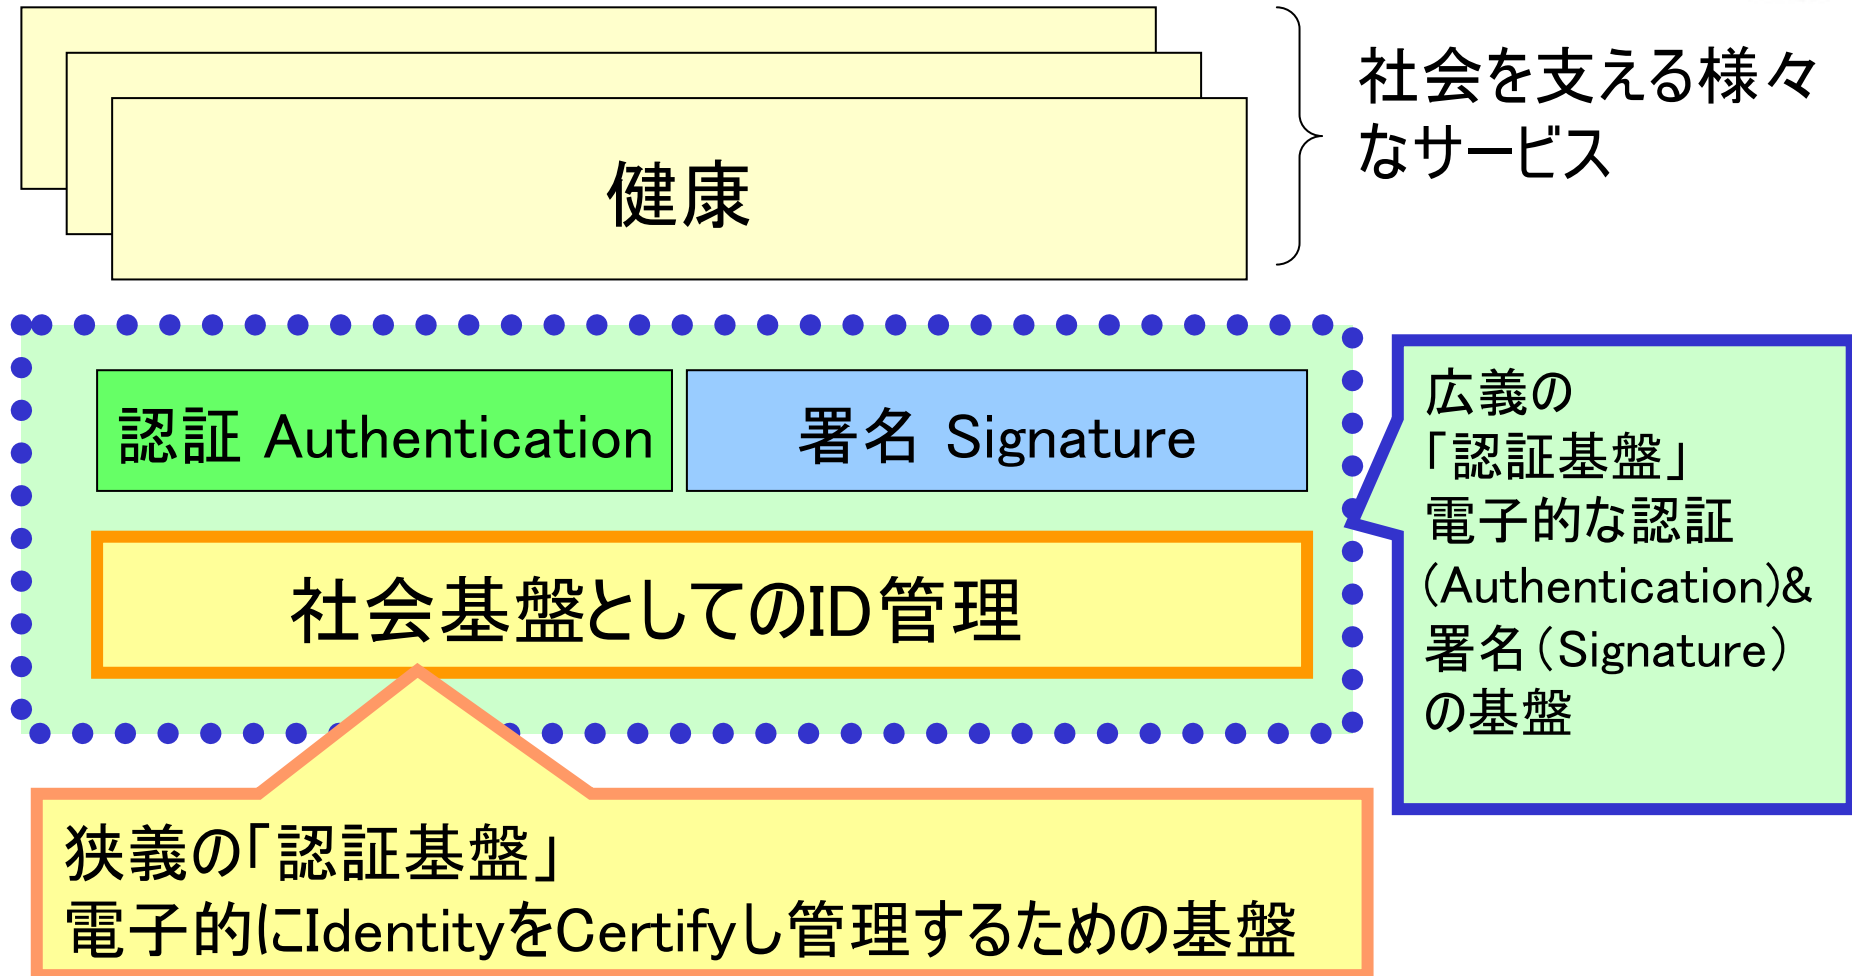 社会を支える様々
なサービス
健康
認証 Authentication
署名 Signature
社会基盤としてのID管理
広義の
「認証基盤」
電子的な認証
(Authentication)&
署名(Signature)
の基盤
狭義の「認証基盤」
電子的にIdentityをCertifyし管理するための基盤